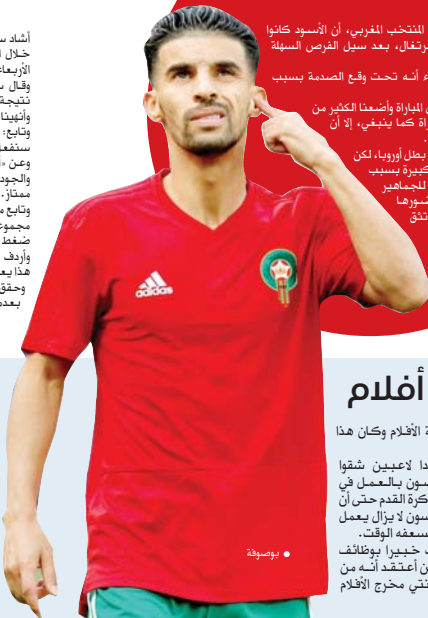 المنتخب المغربي، أن الأسود كانوا
رتغال، بعد سيل الفرص السهلة
ء أنه تحت وقع الصدمة بسبب
المباراة وأضعنا الكثير من
راة كما ينبغي، إلا أن
بطل أوروبا، لكن
كبيرة بسبب
للجماهير
ضورها
تثق
أشاد س
خلال ا
الأربعاء
وقال س
نتيجة
وأنهينا
وتابع:
سنفعل
وعن «أ
والجود
ممتاز.
وتابع م
مجموع
ضغط
وأردف
هذا يع
وحقق
بعدم
adidas
أفلام
ة الأفلام وكان هذا
دا لاعبين شقوا
سون بالعمل في
كرة القدم حتى أن
سون لا يزال يعمل
سعفه الوقت.
خبيرا بوظائف
ن أعتقد أنه من
نتي مخرج الأفلام
● بوصوفة